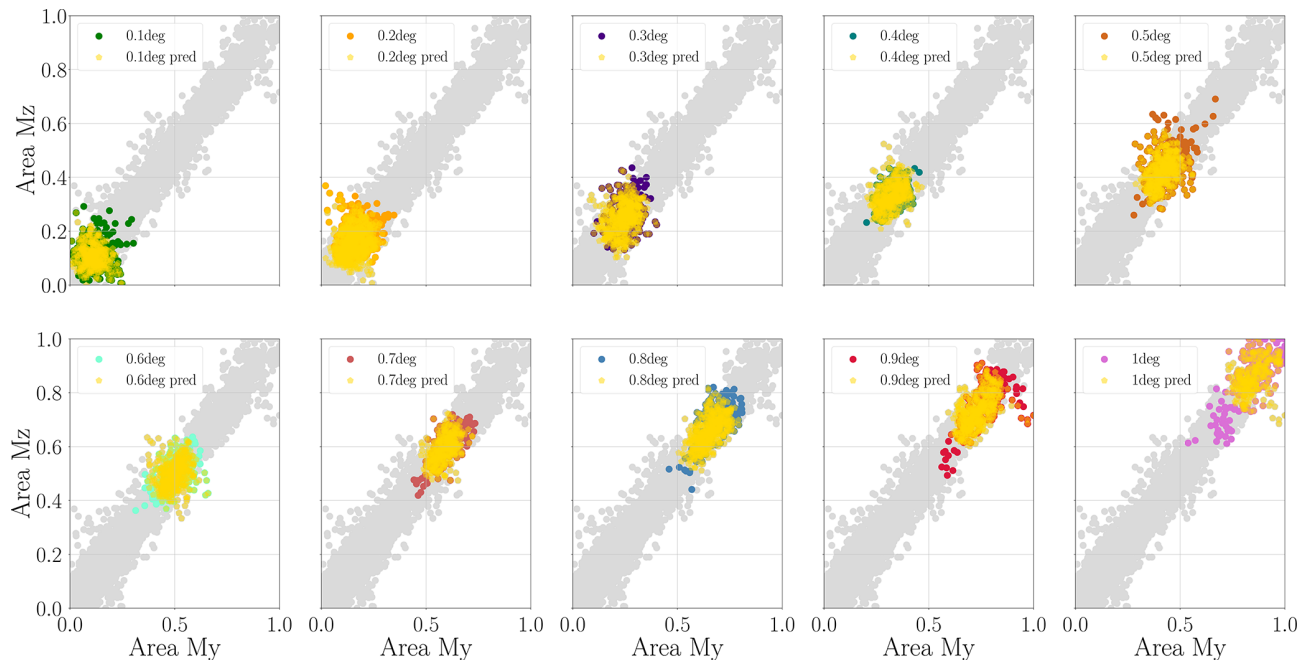 0.1deg
0.1deg pred
0.2deg
0.2deg pred
0.3deg
0.3deg pred
0.4deg
0.4deg pred
0.5deg
0.5deg pred
1.0
0.8
0.6
0.4
0.2
0.0
Area Mz
0.6deg
0.6deg pred
0.7deg
0.7deg pred
0.8deg
0.8deg pred
0.9deg
0.9deg pred
1deg
1deg pred
1.0
0.8
0.6
0.4
0.2
0.0
Area Mz
0.0 0.5 1.0
Area My
0.0 0.5 1.0
Area My
0.0 0.5 1.0
Area My
0.0 0.5 1.0
Area My
0.0 0.5 1.0
Area My